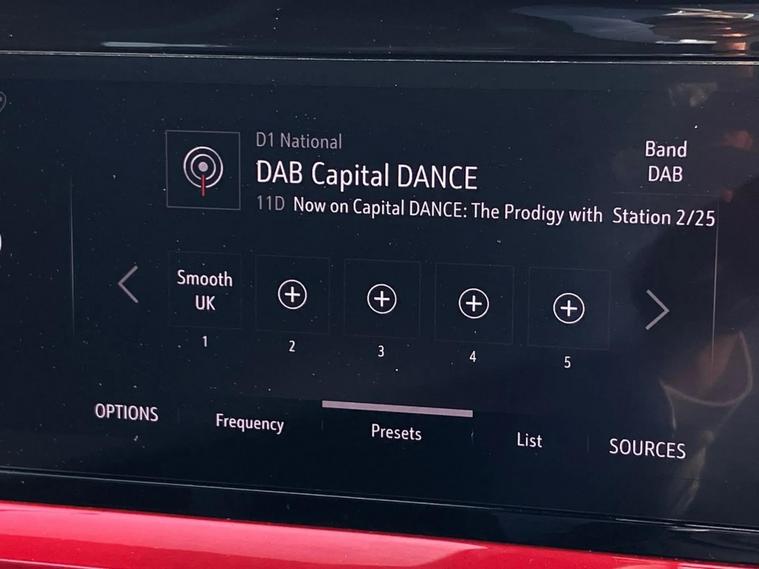 D1 National
DAB Capital DANCE
11D Now on Capital DANCE: The Prodigy with Station 2/25
Band
DAB
Smooth
UK
1
2
3
4
5
OPTIONS
Frequency
Presets
List
SOURCES